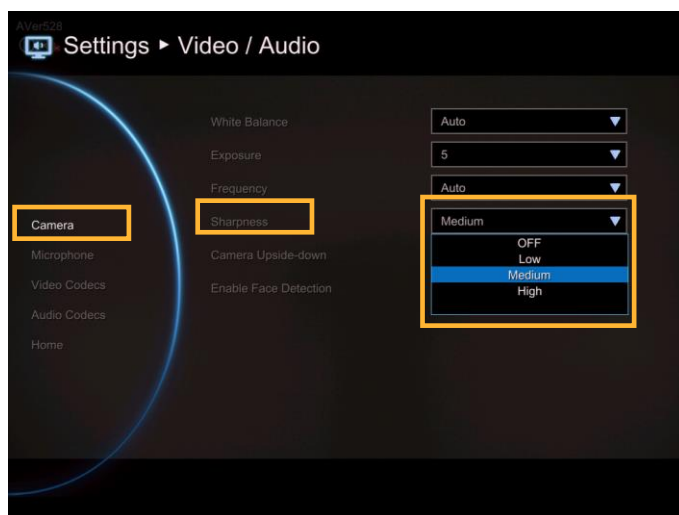 AVer528
Settings ► Video / Audio
White Balance Auto
Exposure 5
Frequency Auto
Camera Sharpness Medium
OFF
Low
Medium
High
Microphone Camera Upside-down
Video Codecs Enable Face Detection
Audio Codecs
Home